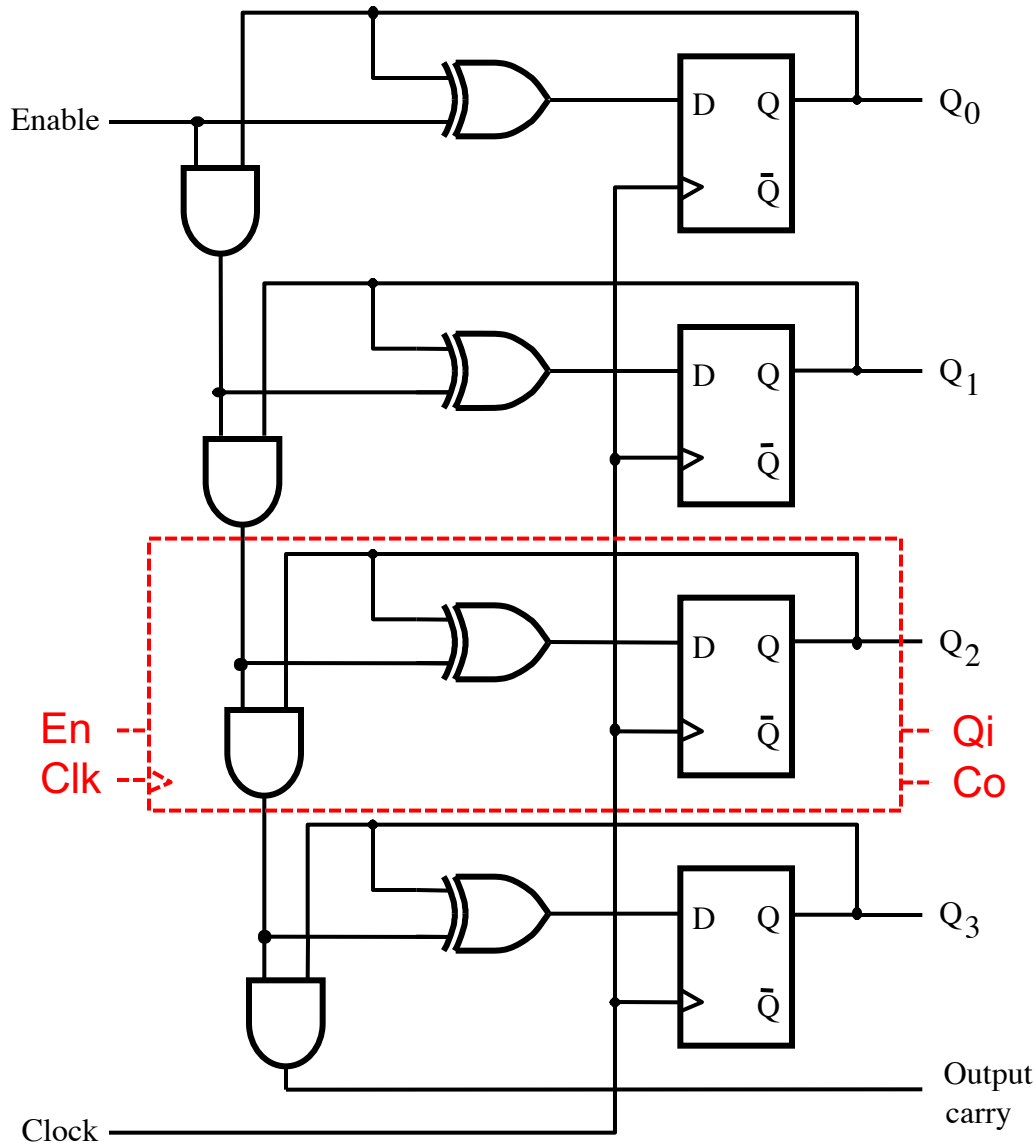 Enable
D Q
Q̄
Q0
D Q
Q̄
Q1
D Q
Q̄
Q2
En
Clk
Qi
Co
D Q
Q̄
Q3
Output
carry
Clock